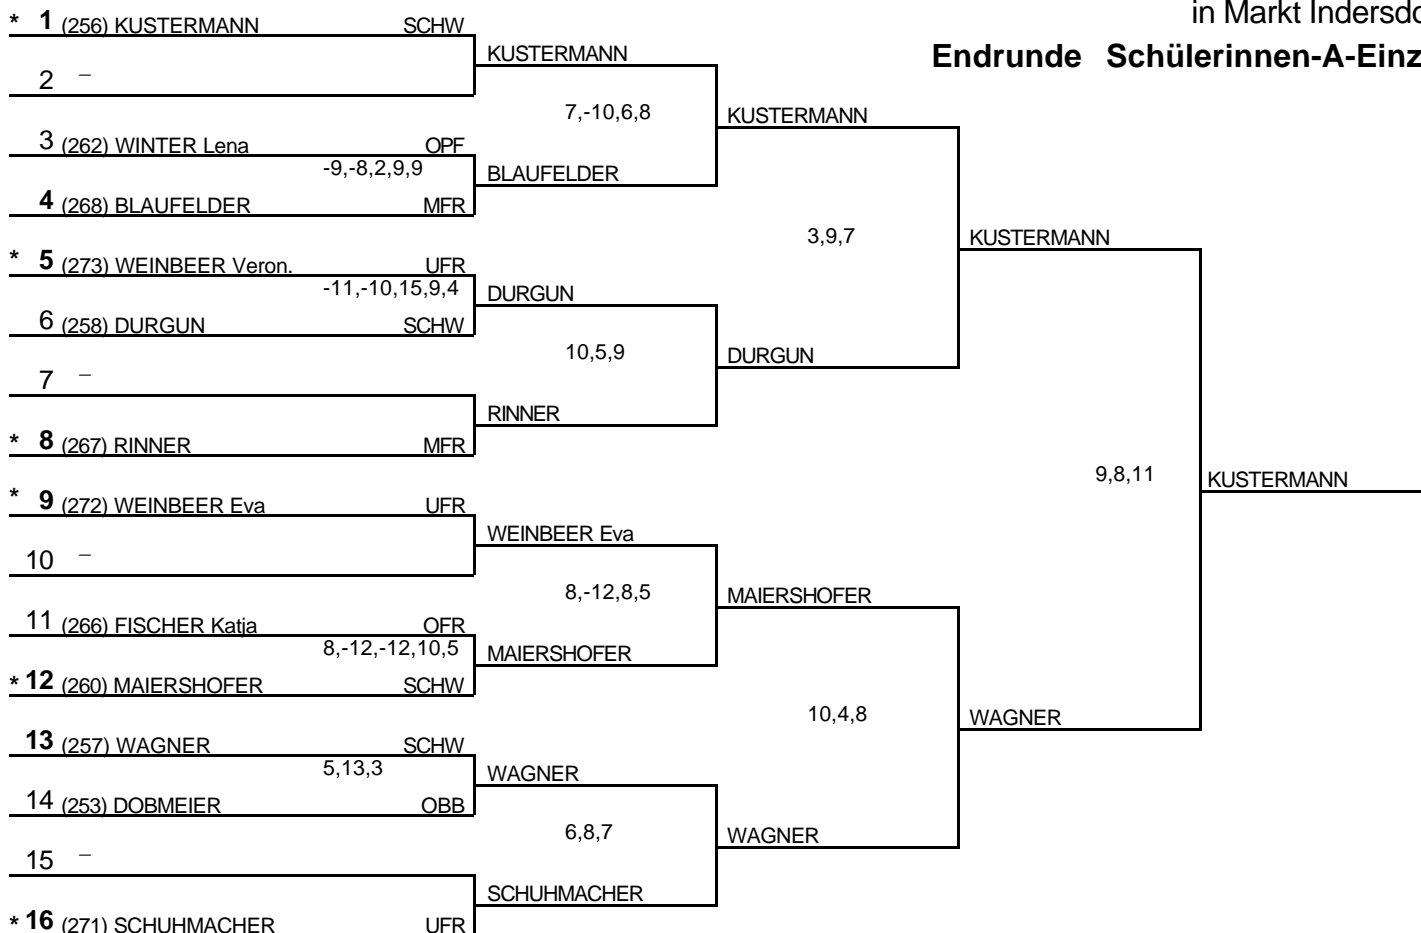 in Markt Indersdo
Endrunde Schülerinnen-A-Einz
* 1 (256) KUSTERMANN SCHW
KUSTERMANN
2 –
7,-10,6,8
KUSTERMANN
3 (262) WINTER Lena OPF
-9,-8,2,9,9
BLAUFELDER
4 (268) BLAUFELDER MFR
3,9,7
KUSTERMANN
* 5 (273) WEINBEER Veron. UFR
-11,-10,15,9,4
DURGUN
6 (258) DURGUN SCHW
10,5,9
DURGUN
7 –
RINNER
* 8 (267) RINNER MFR
9,8,11
KUSTERMANN
* 9 (272) WEINBEER Eva UFR
WEINBEER Eva
10 –
8,-12,8,5
MAIERSHOFER
11 (266) FISCHER Katja OFR
8,-12,-12,10,5
MAIERSHOFER
* 12 (260) MAIERSHOFER SCHW
10,4,8
WAGNER
13 (257) WAGNER SCHW
5,13,3
WAGNER
14 (253) DOBMEIER OBB
6,8,7
WAGNER
15 –
SCHUHMACHER
* 16 (271) SCHUHMACHER UFR